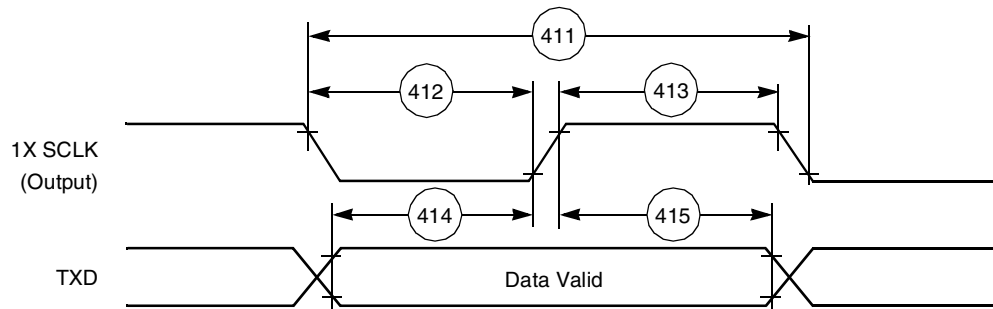 411
412
413
1X SCLK
(Output)
414
415
TXD
Data Valid